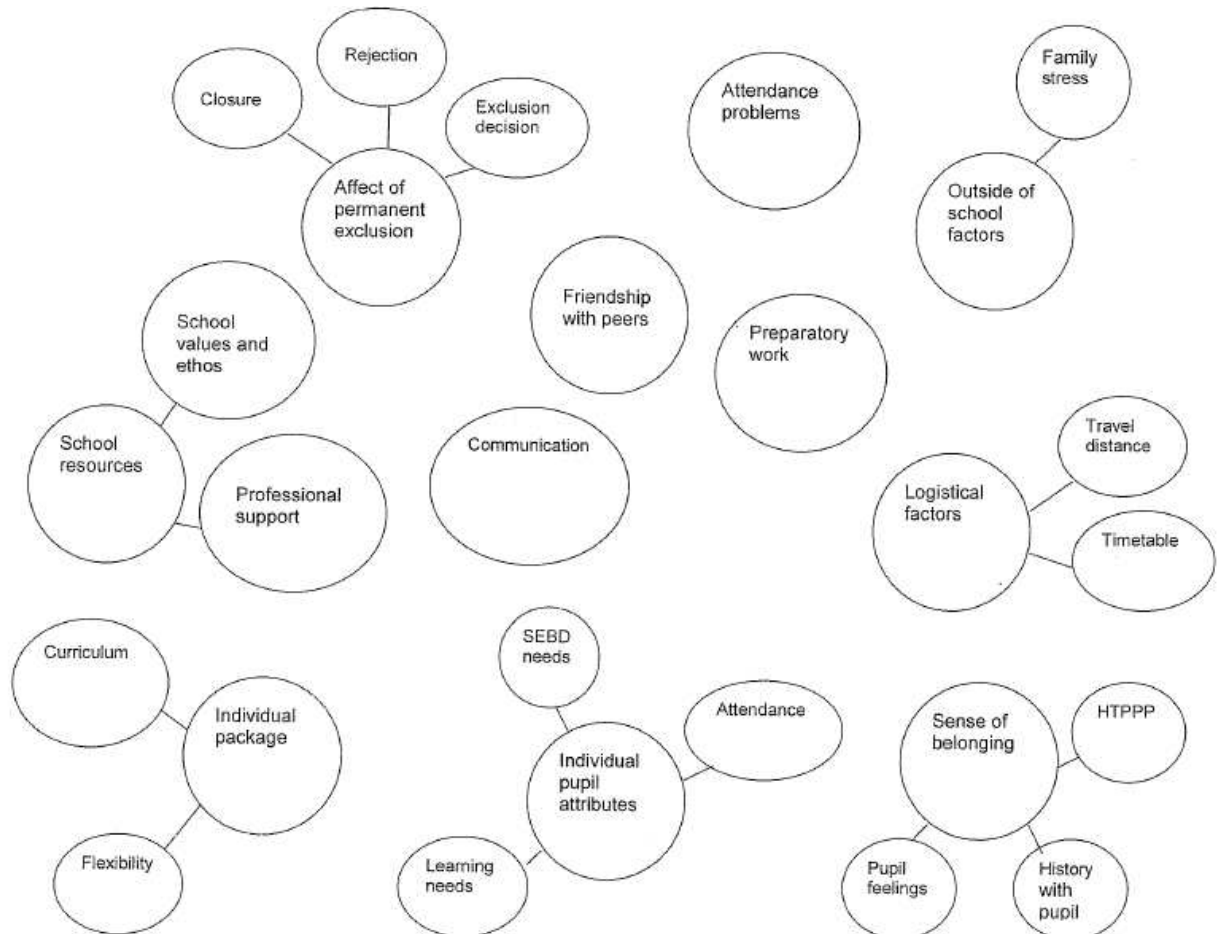 Rejection
Closure
Exclusion
decision
Affect of
permanent
exclusion
Attendance
problems
Family
stress
Outside of
school
factors
School
values and
ethos
School
resources
Professional
support
Friendship
with peers
Preparatory
work
Communication
Travel
distance
Logistical
factors
Timetable
Curriculum
Individual
package
Flexibility
SEBD
needs
Attendance
Individual
pupil
attributes
Learning
needs
Sense of
belonging
HTPPP
Pupil
feelings
History
with
pupil